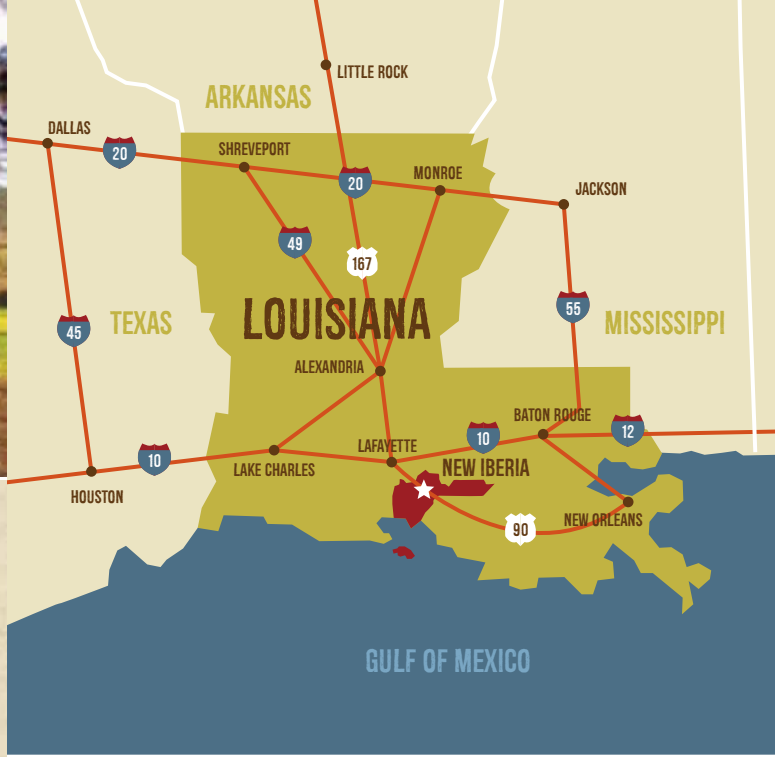 LITTLE ROCK
ARKANSAS
DALLAS
20
SHREVEPORT
20
MONROE
JACKSON
49
167
55
45
TEXAS
LOUISIANA
MISSISSIPPI
ALEXANDRIA
BATON ROUGE
12
10
LAFAYETTE
10
LAKE CHARLES
NEW IBERIA
HOUSTON
90
NEW ORLEANS
GULF OF MEXICO